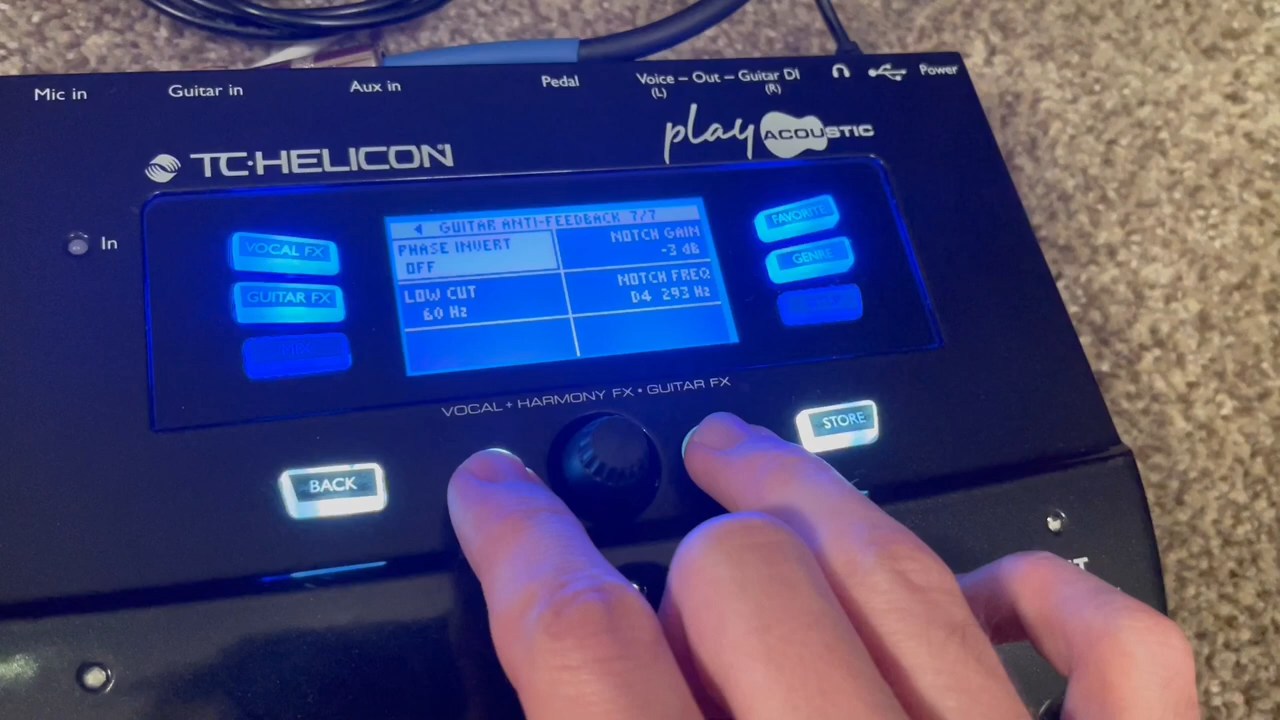 Mic in
Guitar in
Aux in
Pedal
Voice – Out – Guitar DI
(L)
(R)
Power
TC·HELICON
play ACOUSTIC
In
VOCAL FX
GUITAR FX
GUITAR ANTI-FEEDBACK 7/7
PHASE INVERT
OFF
NOTCH GAIN
-3 dB
LOW CUT
60 Hz
NOTCH FREQ
D4 293 Hz
FAVORITE
GENRE
VOCAL + HARMONY FX • GUITAR FX
BACK
STORE